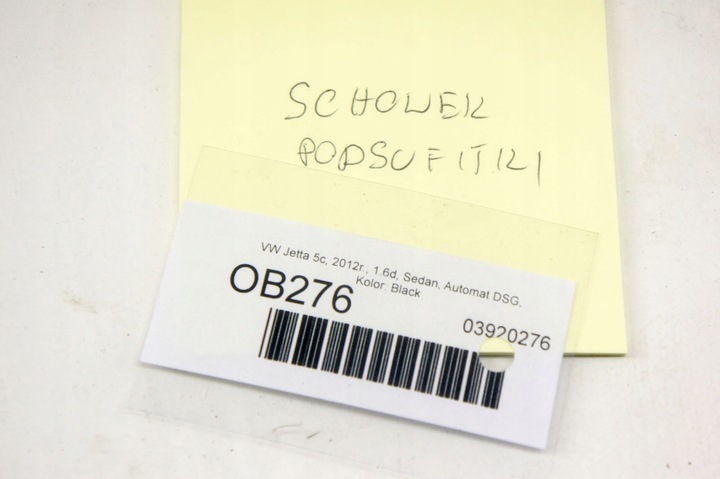 SCHOWEK
PODSUFITKI
VW Jetta 5c, 2012r., 1.6d, Sedan, Automat DSG,
Kolor: Black
OB276
03920276